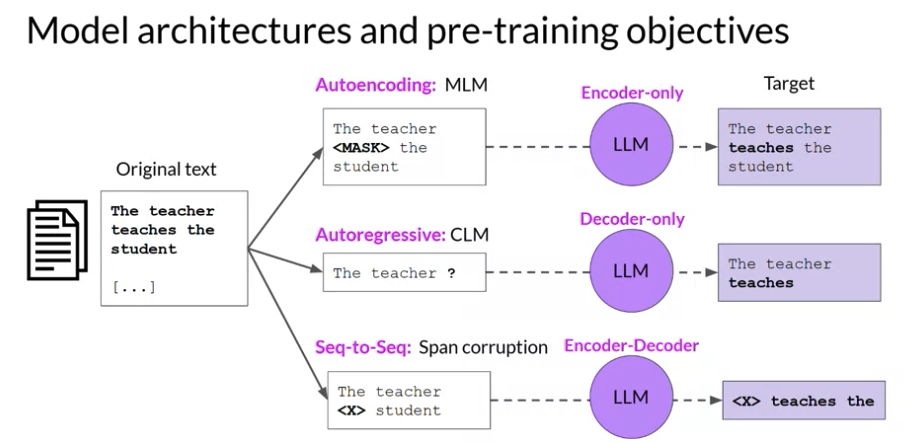 Model architectures and pre-training objectives
Original text
The teacher
teaches the
student
[...]
Autoencoding: MLM
The teacher
<MASK> the
student
Encoder-only
LLM
Target
The teacher
teaches the
student
Autoregressive: CLM
The teacher ?
Decoder-only
LLM
The teacher
teaches
Seq-to-Seq: Span corruption
The teacher
<X> student
Encoder-Decoder
LLM
<X> teaches the